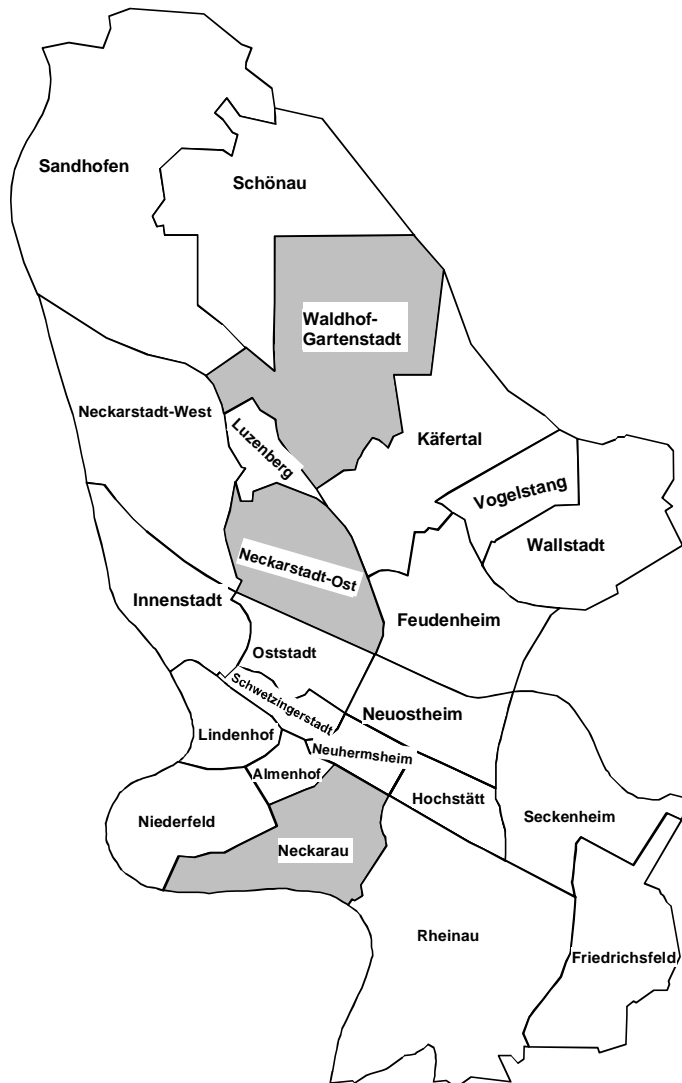 Sandhofen
Schönau
Waldhof-
Gartenstadt
Neckarstadt-West
Luzenberg
Käfertal
Vogelstang
Wallstadt
Neckarstadt-Ost
Innenstadt
Feudenheim
Oststadt
Schwetzingerstadt
Neuostheim
Lindenhof
Neuhermsheim
Almenhof
Hochstätt
Niederfeld
Seckenheim
Neckarau
Rheinau
Friedrichsfeld